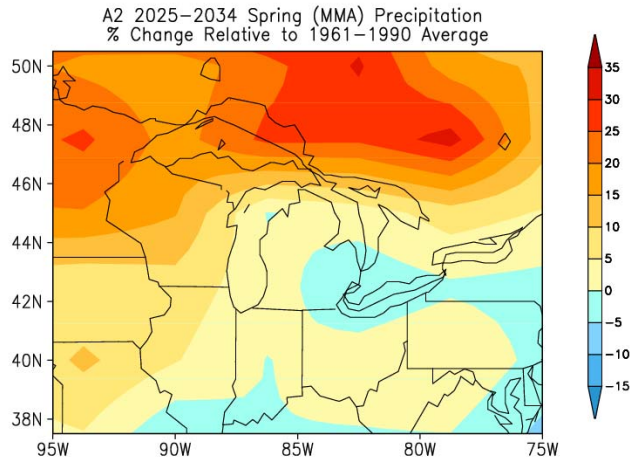 A2 2025-2034 Spring (MMA) Precipitation
% Change Relative to 1961-1990 Average
50N
48N
46N
44N
42N
40N
38N
95W 90W 85W 80W 75W
35
30
25
20
15
10
5
0
-5
-10
-15